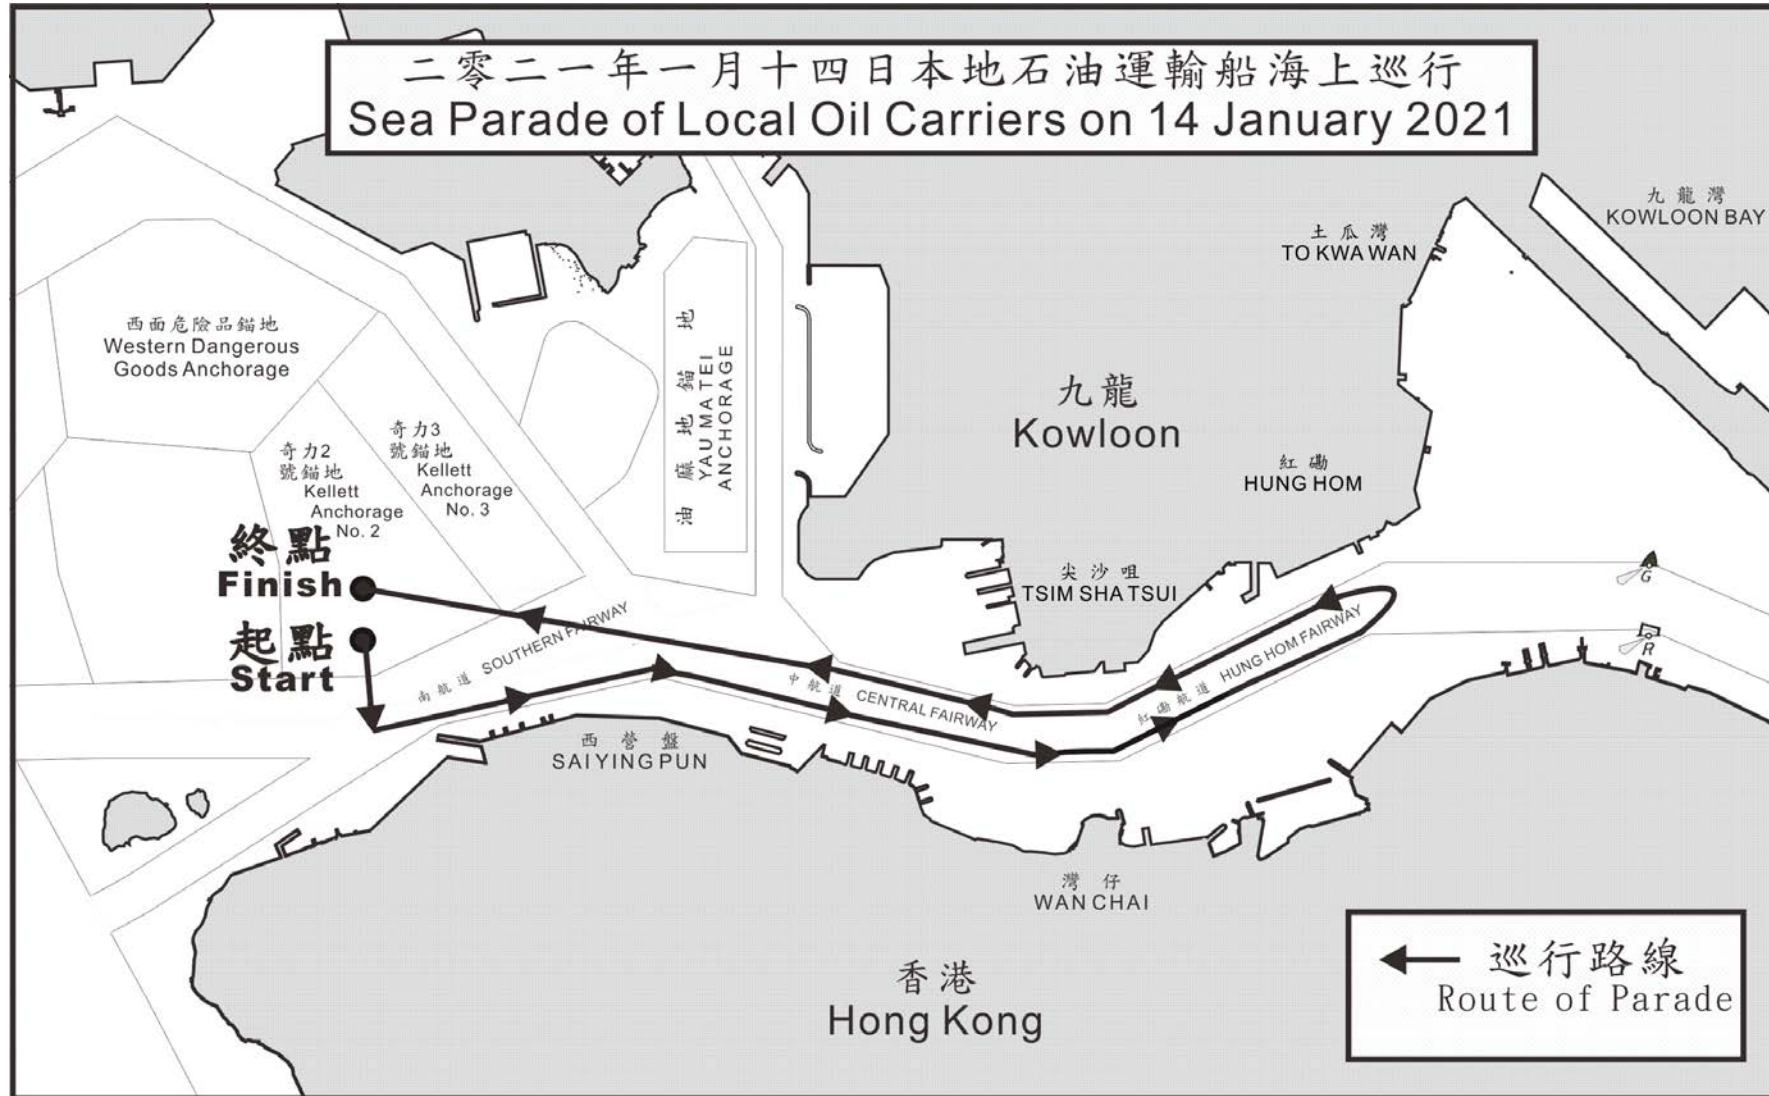 二零二一年一月十四日本地石油運輸船海上巡行
Sea Parade of Local Oil Carriers on 14 January 2021
九龍灣
KOWLOON BAY
土瓜灣
TO KWA WAN
西面危險品錨地
Western Dangerous
Goods Anchorage
油蔴地錨地
YAU MA TEI
ANCHORAGE
九龍
Kowloon
奇力3
號錨地
Kellett
Anchorage
No. 3
奇力2
號錨地
Kellett
Anchorage
No. 2
紅磡
HUNG HOM
終點
Finish
尖沙咀
TSIM SHA TSUI
G
起點
Start
南航道 SOUTHERN FAIRWAY
中航道 CENTRAL FAIRWAY
紅磡航道 HUNG HOM FAIRWAY
R
西營盤
SAI YING PUN
灣仔
WAN CHAI
香港
Hong Kong
巡行路線
Route of Parade